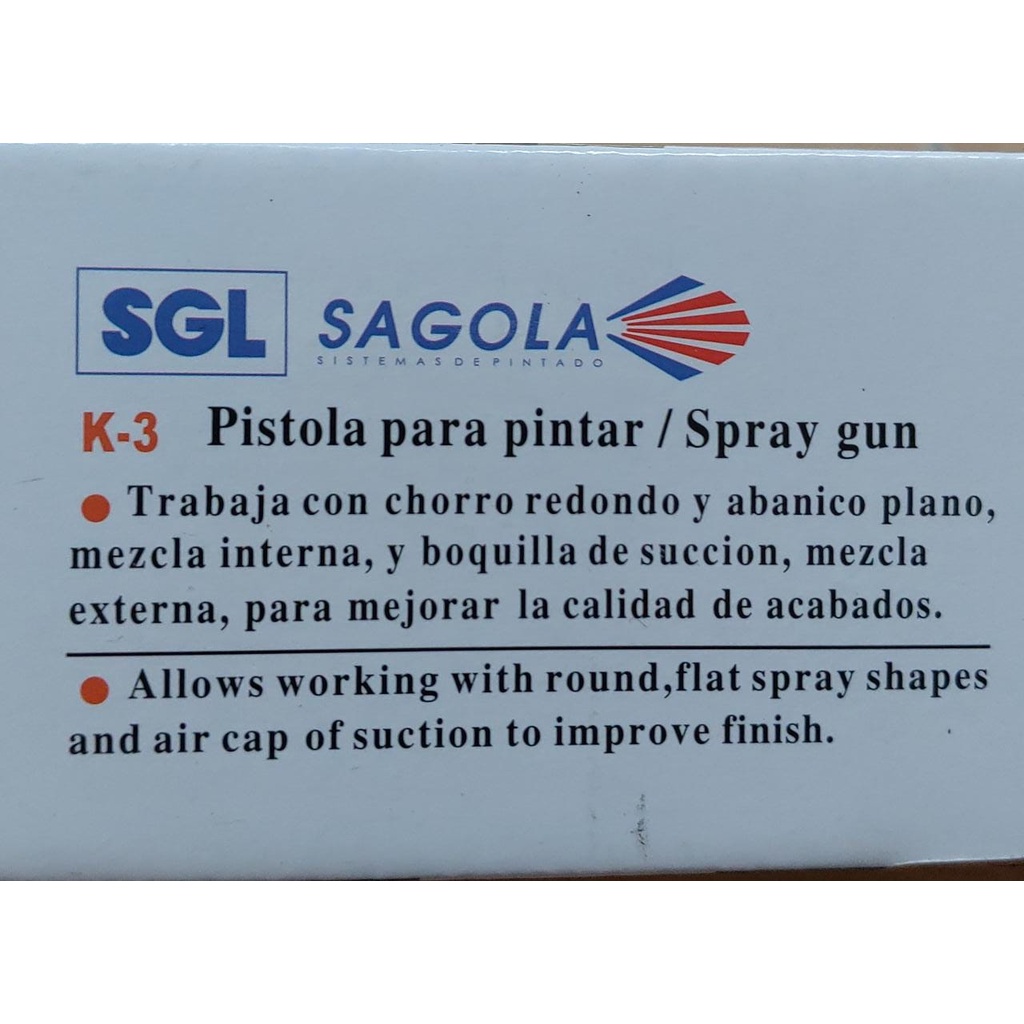 SGL SAGOLA
SISTEMAS DE PINTADO
K-3 Pistola para pintar / Spray gun
● Trabaja con chorro redondo y abanico plano,
mezcla interna, y boquilla de succion, mezcla
externa, para mejorar la calidad de acabados.
● Allows working with round,flat spray shapes
and air cap of suction to improve finish.